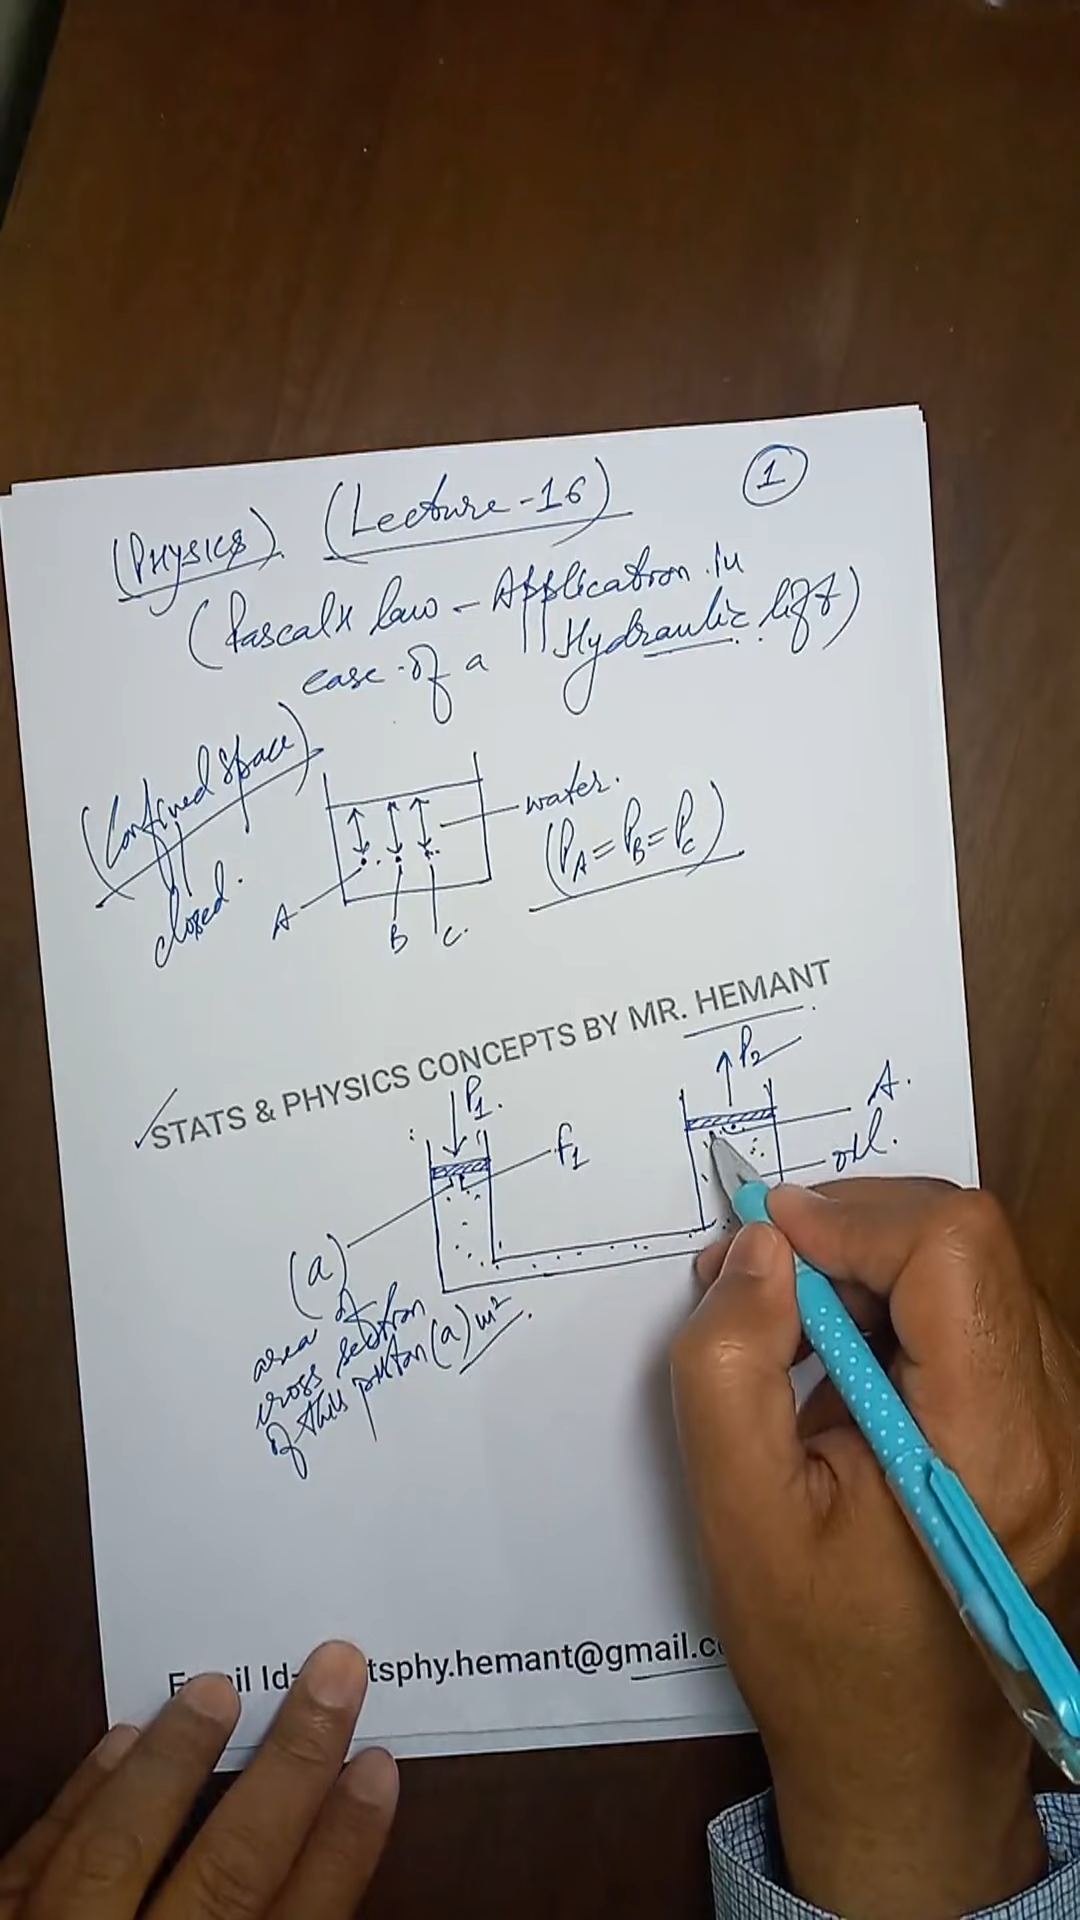 (Physics) (Lecture-16) 1
(Pascal's law - Application in
case of a Hydraulic lift)
(Confined space)
closed.
water.
(PA = PB = PC)
A
B
C.
STATS & PHYSICS CONCEPTS BY MR. HEMANT
P1.
P2
A.
f1
oil.
(a)
area of
cross section
of this piston (a) m²
tsphy.hemant@gmail.c